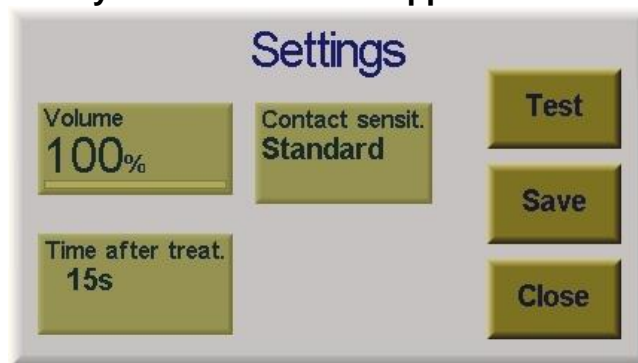 Settings
Volume
100%
Contact sensit.
Standard
Time after treat.
15s
Test
Save
Close